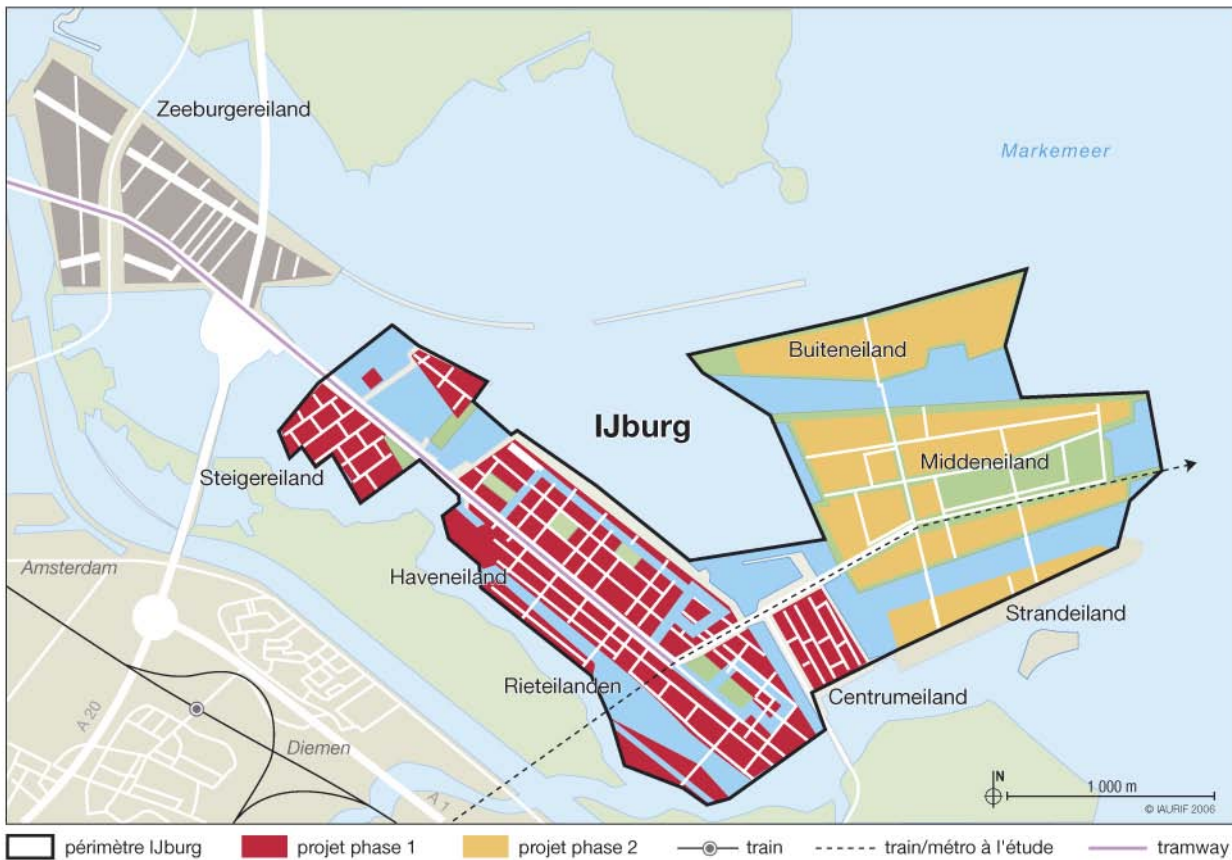 Zeeburgereiland
Markemeer
Buiteneiland
IJburg
Middeneiland
Steigereiland
Amsterdam
Haveneiland
Strandeiland
Rieteilanden
Centrumeiland
A 20
Diemen
A 1
N
1 000 m
© IAURIF 2006
périmètre IJburg
projet phase 1
projet phase 2
train
train/métro à l'étude
tramway